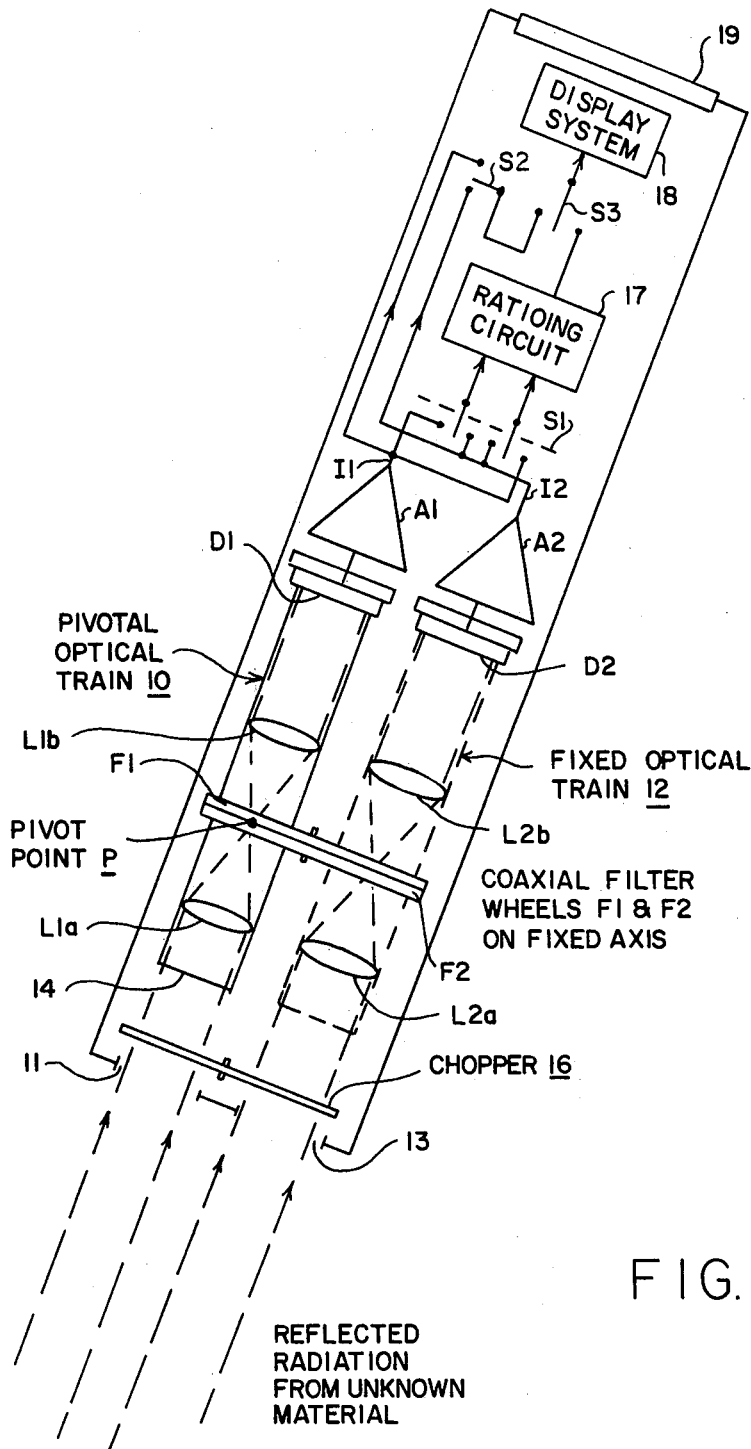 19
DISPLAY
SYSTEM
18
S2
S3
17
RATIOING
CIRCUIT
S1
I1
I2
A1
A2
D1
D2
PIVOTAL
OPTICAL
TRAIN 10
L1b
F1
FIXED OPTICAL
TRAIN 12
L2b
PIVOT
POINT P
COAXIAL FILTER
WHEELS F1 & F2
ON FIXED AXIS
L1a
F2
14
L2a
11
CHOPPER 16
13
FIG.
REFLECTED
RADIATION
FROM UNKNOWN
MATERIAL